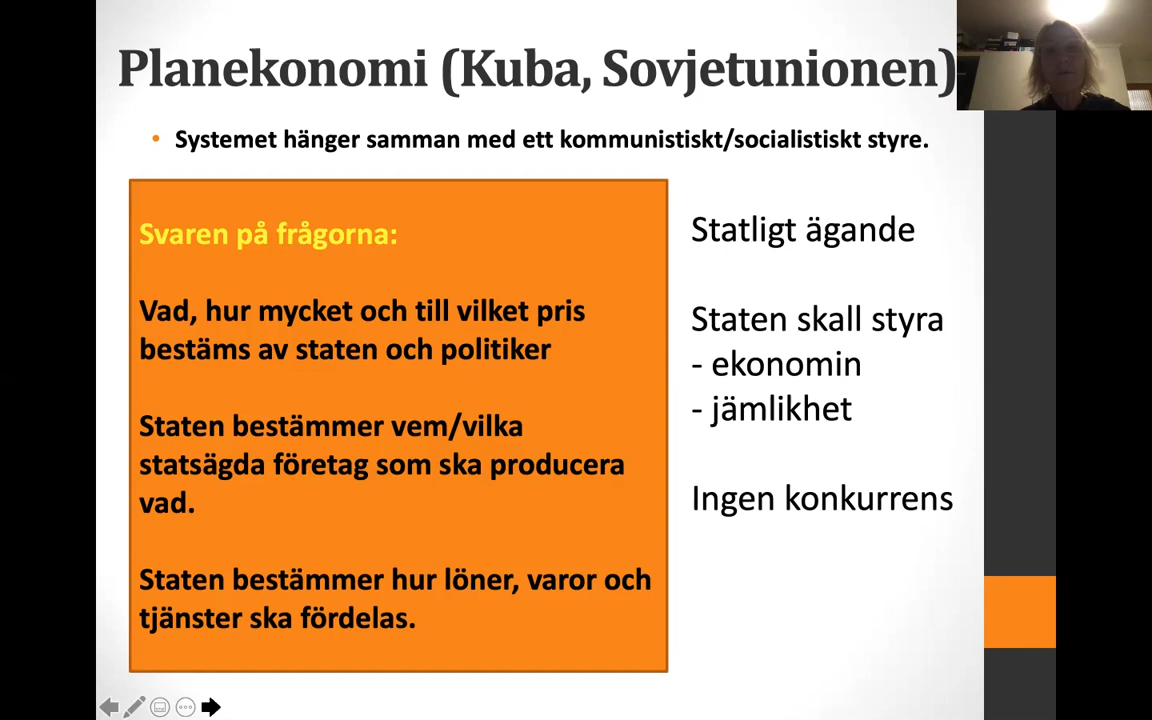 Planekonomi (Kuba, Sovjetunionen)
• Systemet hänger samman med ett kommunistiskt/socialistiskt styre.
Svaren på frågorna:
Vad, hur mycket och till vilket pris
bestäms av staten och politiker
Staten bestämmer vem/vilka
statsägda företag som ska producera
vad.
Staten bestämmer hur löner, varor och
tjänster ska fördelas.
Statligt ägande
Staten skall styra
- ekonomin
- jämlikhet
Ingen konkurrens